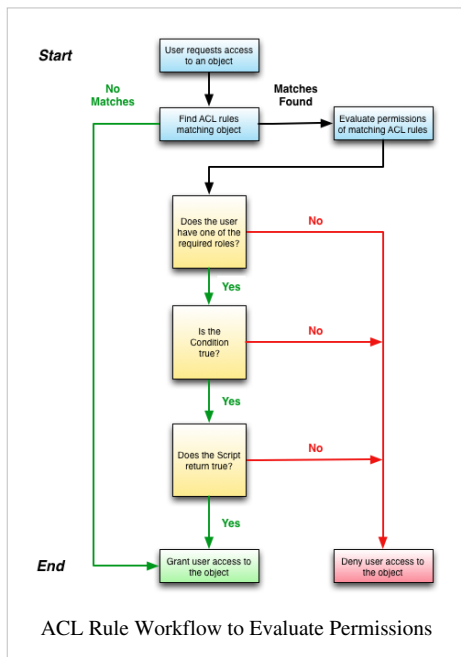 Start
User requests access
to an object
No
Matches
Matches
Found
Find ACL rules
matching object
Evaluate permissions
of matching ACL rules
Does the user
have one of the
required roles?
No
Yes
Is the
Condition
true?
No
Yes
Does the Script
return true?
No
Yes
End
Grant user access to
the object
Deny user access to
the object
ACL Rule Workflow to Evaluate Permissions